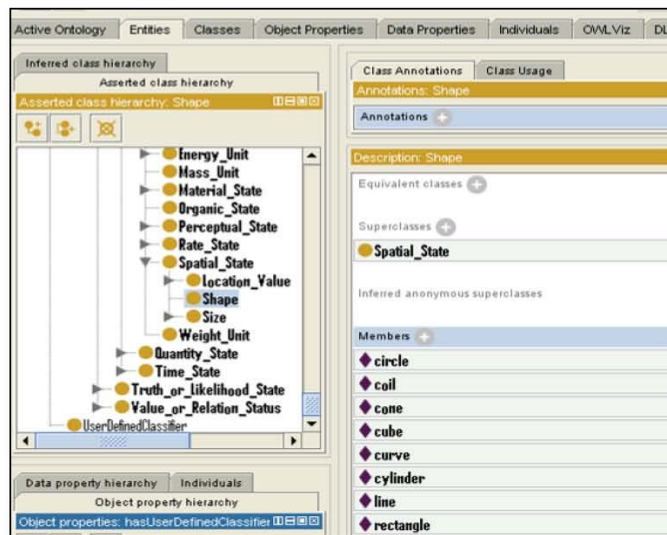 Active Ontology Entities Classes Object Properties Data Properties Individuals OWLViz DL
Inferred class hierarchy
Asserted class hierarchy
Asserted class hierarchy: Shape
Energy_Unit
Mass_Unit
Material_State
Organic_State
Perceptual_State
Rate_State
Spatial_State
Location_Value
Shape
Size
Weight_Unit
Quantity_State
Time_State
Truth_or_Likelihood_State
Value_or_Relation_Status
UserDefinedClassifier
Data property hierarchy Individuals
Object property hierarchy
Object properties: hasUserDefinedClassifier
Class Annotations Class Usage
Annotations: Shape
Annotations
Description: Shape
Equivalent classes
Superclasses
Spatial_State
Inferred anonymous superclasses
Members
circle
coil
cone
cube
curve
cylinder
line
rectangle